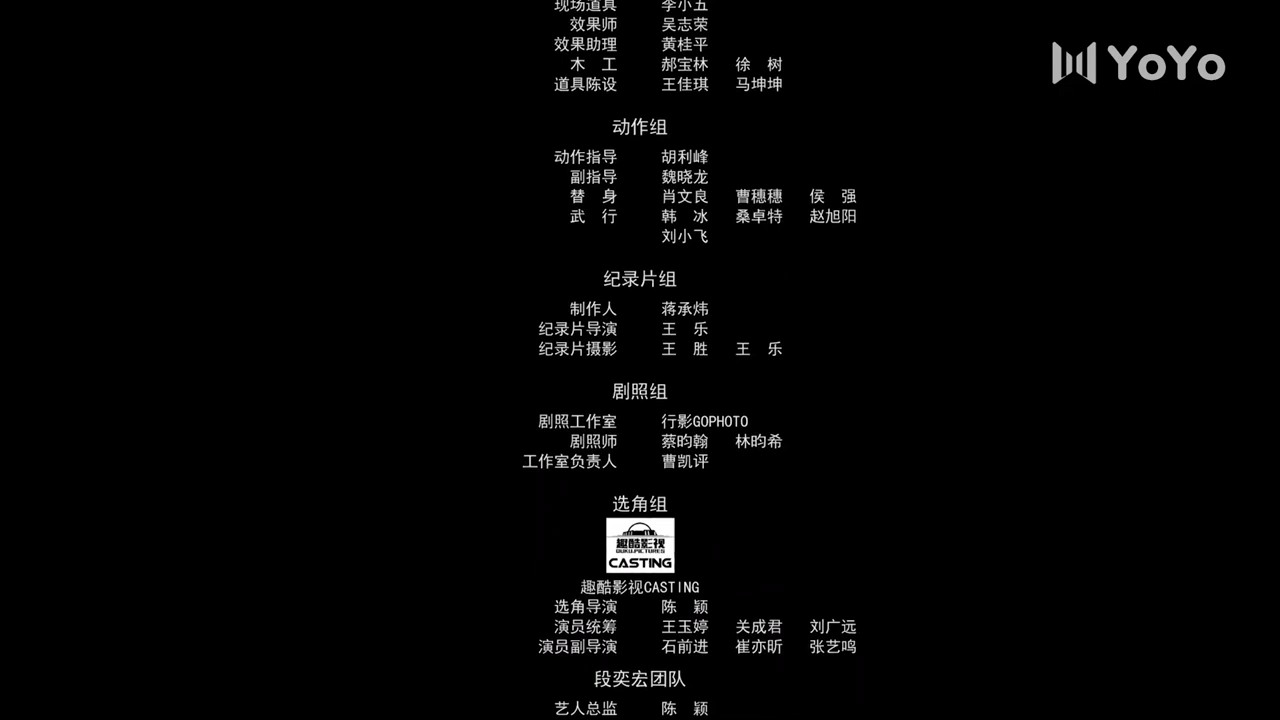 现场道具 李小五
效果师 吴志荣
效果助理 黄桂平
木 工 郝宝林 徐 树
道具陈设 王佳琪 马坤坤
YoYo
动作组
动作指导 胡利峰
副指导 魏晓龙
替 身 肖文良 曹穗穗 侯 强
武 行 韩 冰 桑卓特 赵旭阳
刘小飞
纪录片组
制作人 蒋承炜
纪录片导演 王 乐
纪录片摄影 王 胜 王 乐
剧照组
剧照工作室 行影GOPHOTO
剧照师 蔡昀翰 林昀希
工作室负责人 曹凯评
选角组
趣酷影视
QUKU.PICTURES
CASTING
趣酷影视CASTING
选角导演 陈 颖
演员统筹 王玉婷 关成君 刘广远
演员副导演 石前进 崔亦昕 张艺鸣
段奕宏团队
艺人总监 陈 颖